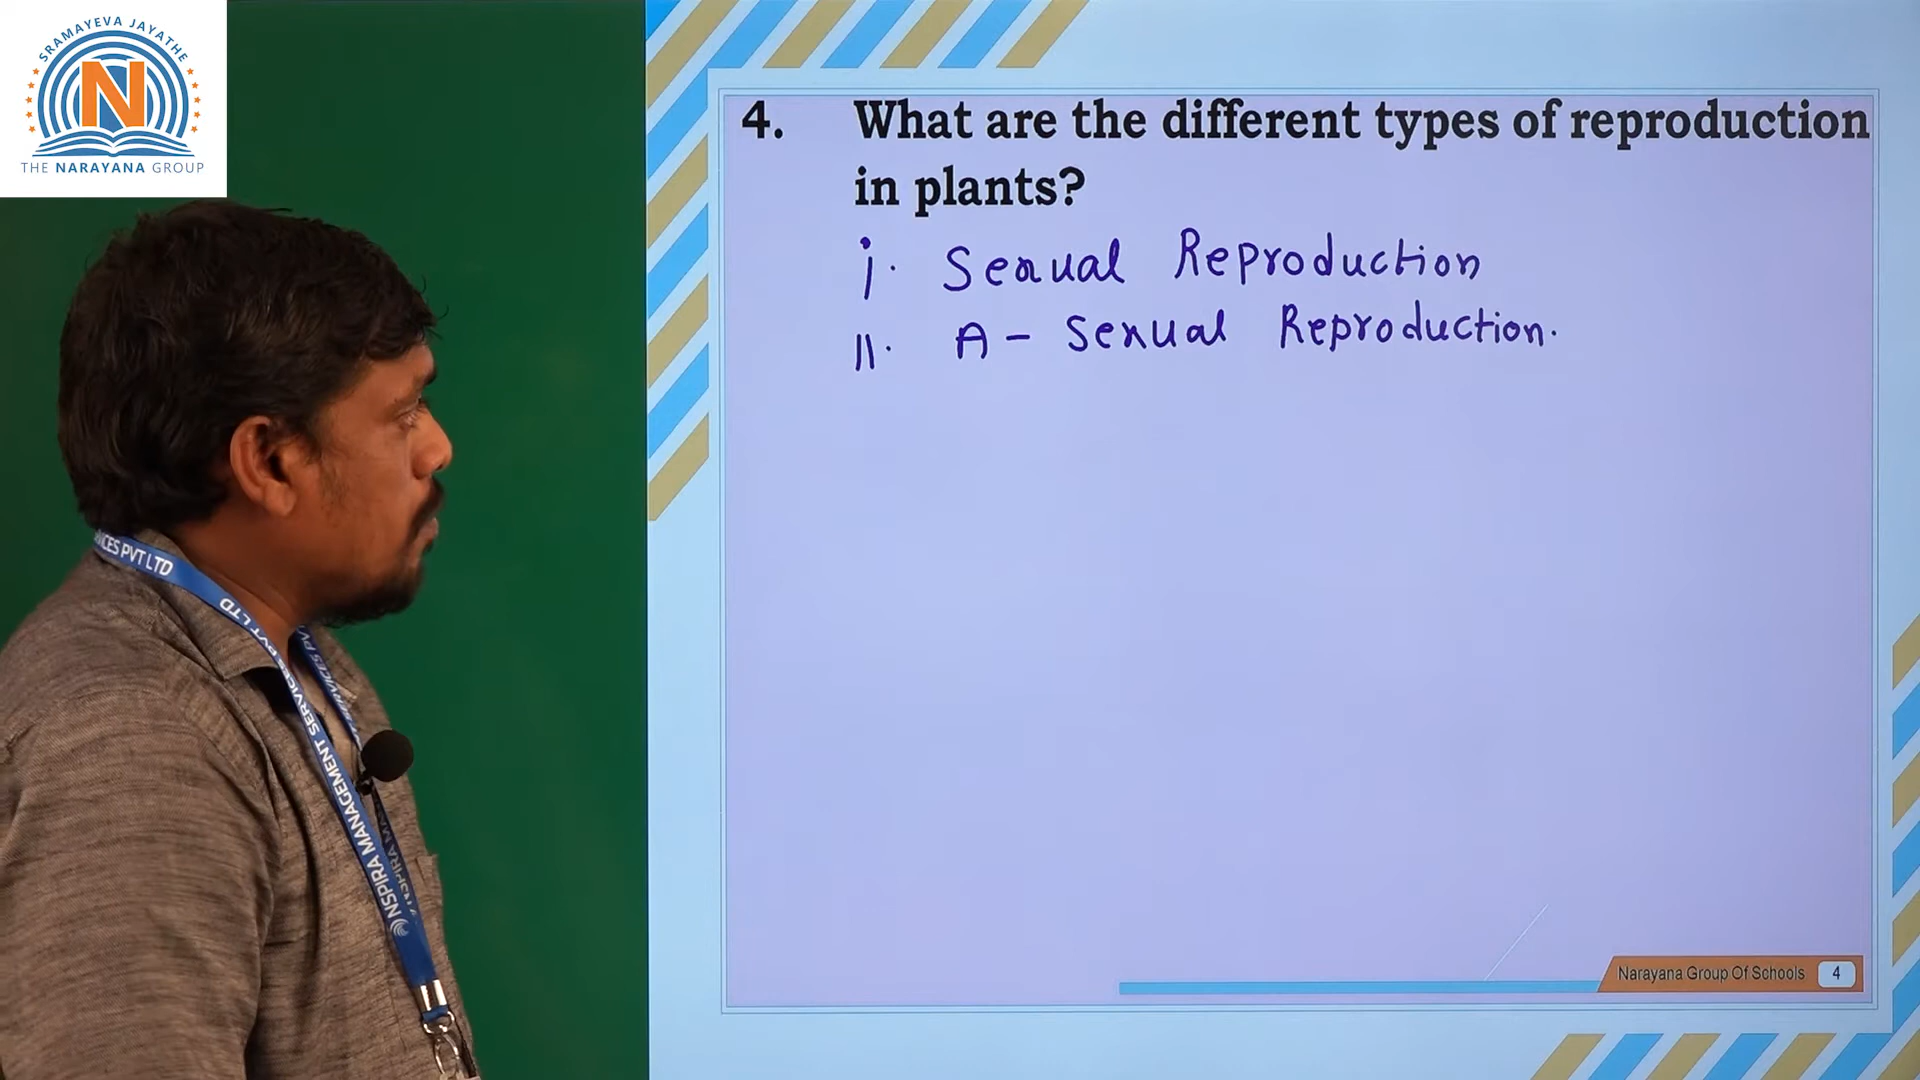 SRAMAYEVA JAYATHE
N
THE NARAYANA GROUP
4. What are the different types of reproduction
in plants?
i. Sexual Reproduction
ii. A - Sexual Reproduction.
VICES PVT LTD
NSPIRA MANAGEMENT SERVICES PVT LTD
Narayana Group Of Schools 4